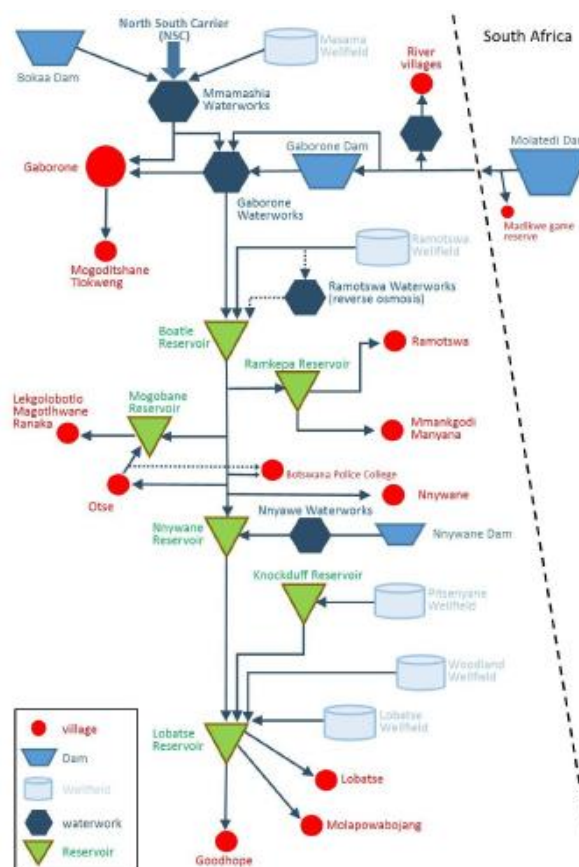 North South Carrier
(NSC)
South Africa
Masama
Wellfield
River
villages
Bokaa Dam
Mmamashia
Waterworks
Gaborone Dam
Molatedi Dam
Gaborone
Gaborone
Waterworks
Madikwe game
reserve
Mogoditshane
Tlokweng
Ramotswa
Wellfield
Ramotswa Waterworks
(reverse osmosis)
Boatle
Reservoir
Ramkepa Reservoir
Ramotswa
Lekgolobotlo
Magotlhwane
Ranaka
Mogobane
Reservoir
Mmankgodi
Manyana
Botswana Police College
Otse
Nnywane
Nnyawe Waterworks
Nnywane
Reservoir
Nnywane Dam
Knockduff Reservoir
Pitsenyane
Wellfield
Woodland
Wellfield
Lobatse
Wellfield
Lobatse
Reservoir
village
Dam
Wellfield
waterwork
Reservoir
Lobatse
Molapowabojang
Goodhope